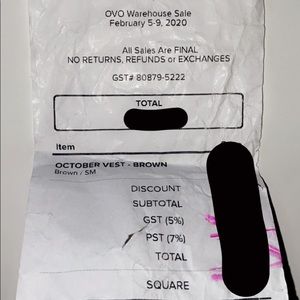 OVO Warehouse Sale
February 5-9, 2020
All Sales Are FINAL
NO RETURNS, REFUNDS or EXCHANGES
GST# 80879-5222
TOTAL
Item
OCTOBER VEST - BROWN
Brown / SM
DISCOUNT
SUBTOTAL
GST (5%)
PST (7%)
TOTAL
SQUARE